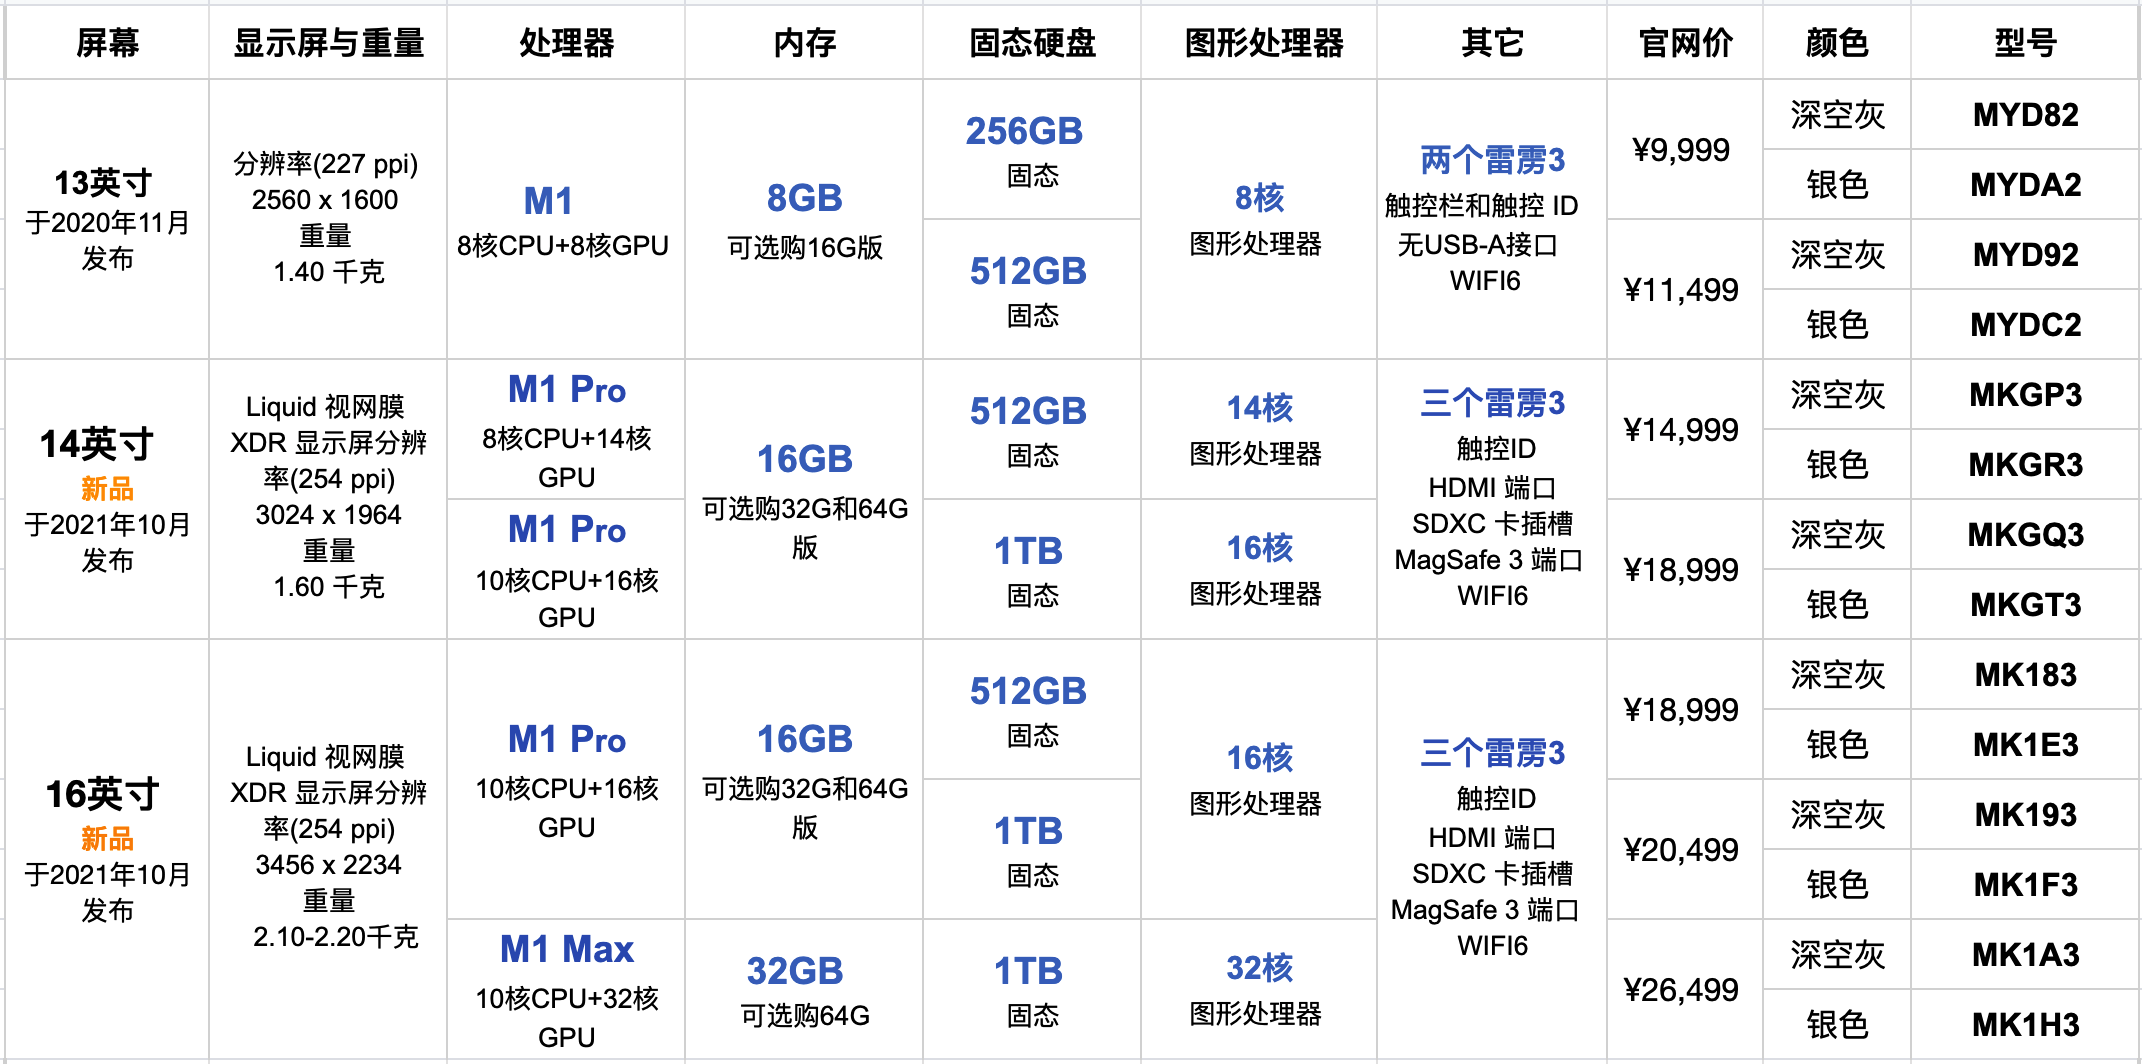 屏幕 显示屏与重量 处理器 内存 固态硬盘 图形处理器 其它 官网价 颜色 型号
13英寸
于2020年11月
发布
分辨率(227 ppi)
2560 x 1600
重量
1.40 千克
M1
8核CPU+8核GPU
8GB
可选购16G版
256GB
固态
512GB
固态
8核
图形处理器
两个雷雳3
触控栏和触控 ID
无USB-A接口
WIFI6
¥9,999
¥11,499
深空灰 MYD82
银色 MYDA2
深空灰 MYD92
银色 MYDC2
14英寸
新品
于2021年10月
发布
Liquid 视网膜
XDR 显示屏分辨
率(254 ppi)
3024 x 1964
重量
1.60 千克
M1 Pro
8核CPU+14核
GPU
M1 Pro
10核CPU+16核
GPU
16GB
可选购32G和64G
版
512GB
固态
1TB
固态
14核
图形处理器
16核
图形处理器
三个雷雳3
触控ID
HDMI 端口
SDXC 卡插槽
MagSafe 3 端口
WIFI6
¥14,999
¥18,999
深空灰 MKGP3
银色 MKGR3
深空灰 MKGQ3
银色 MKGT3
16英寸
新品
于2021年10月
发布
Liquid 视网膜
XDR 显示屏分辨
率(254 ppi)
3456 x 2234
重量
2.10-2.20千克
M1 Pro
10核CPU+16核
GPU
M1 Max
10核CPU+32核
GPU
16GB
可选购32G和64G
版
32GB
可选购64G
512GB
固态
1TB
固态
1TB
固态
16核
图形处理器
32核
图形处理器
三个雷雳3
触控ID
HDMI 端口
SDXC 卡插槽
MagSafe 3 端口
WIFI6
¥18,999
¥20,499
¥26,499
深空灰 MK183
银色 MK1E3
深空灰 MK193
银色 MK1F3
深空灰 MK1A3
银色 MK1H3